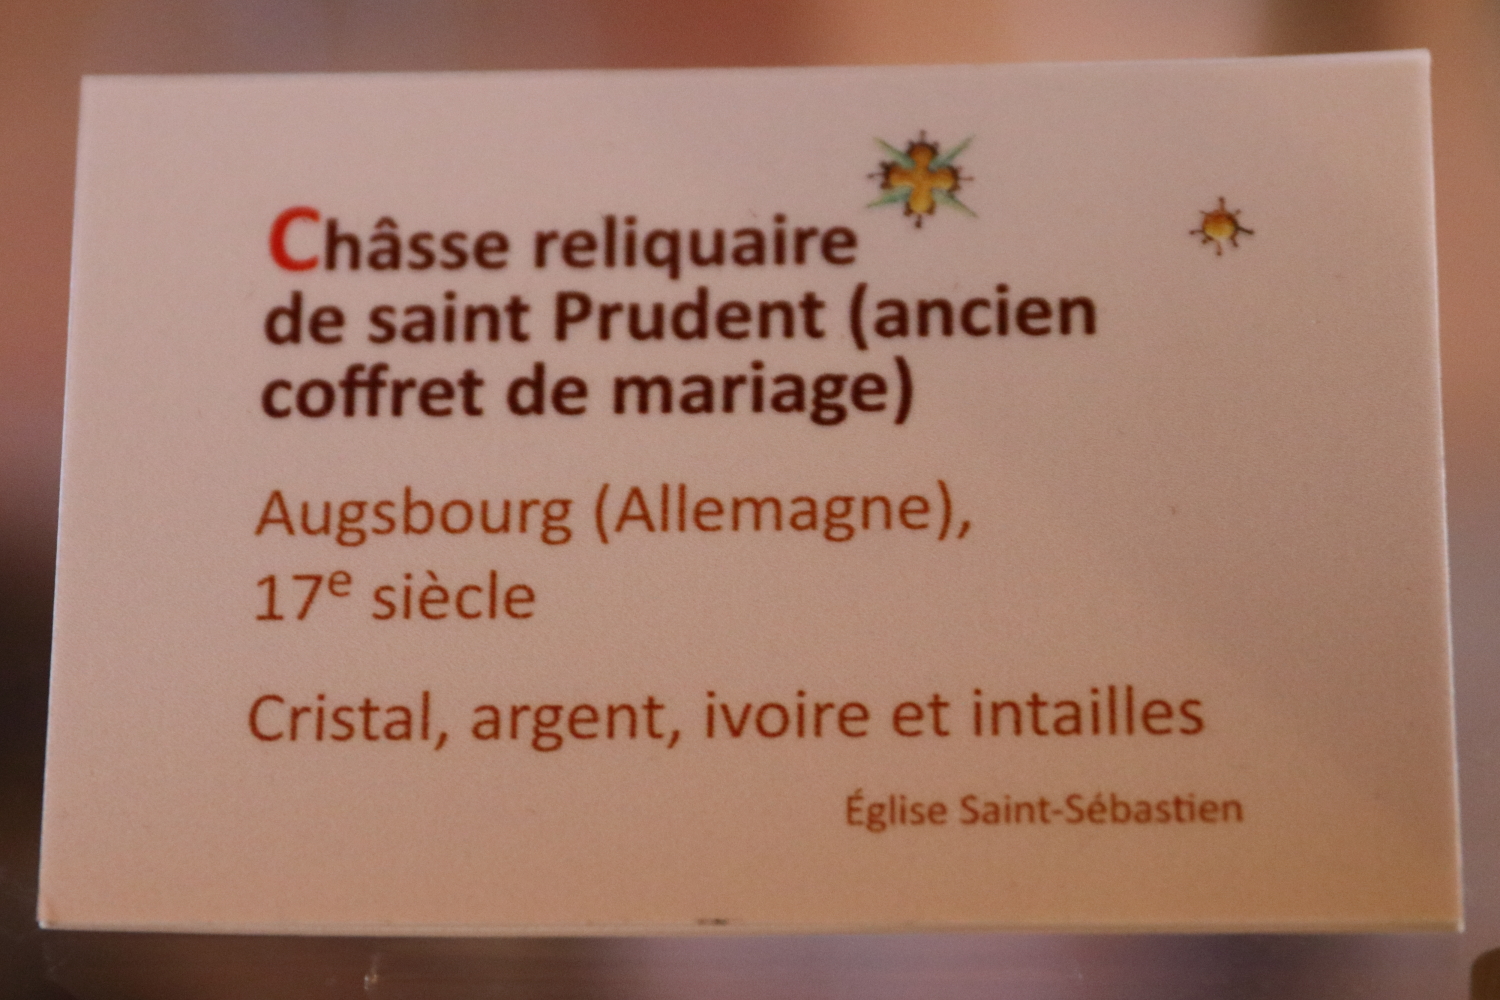 Châsse reliquaire
de saint Prudent (ancien
coffret de mariage)
Augsbourg (Allemagne),
17e siècle
Cristal, argent, ivoire et intailles
Église Saint-Sébastien